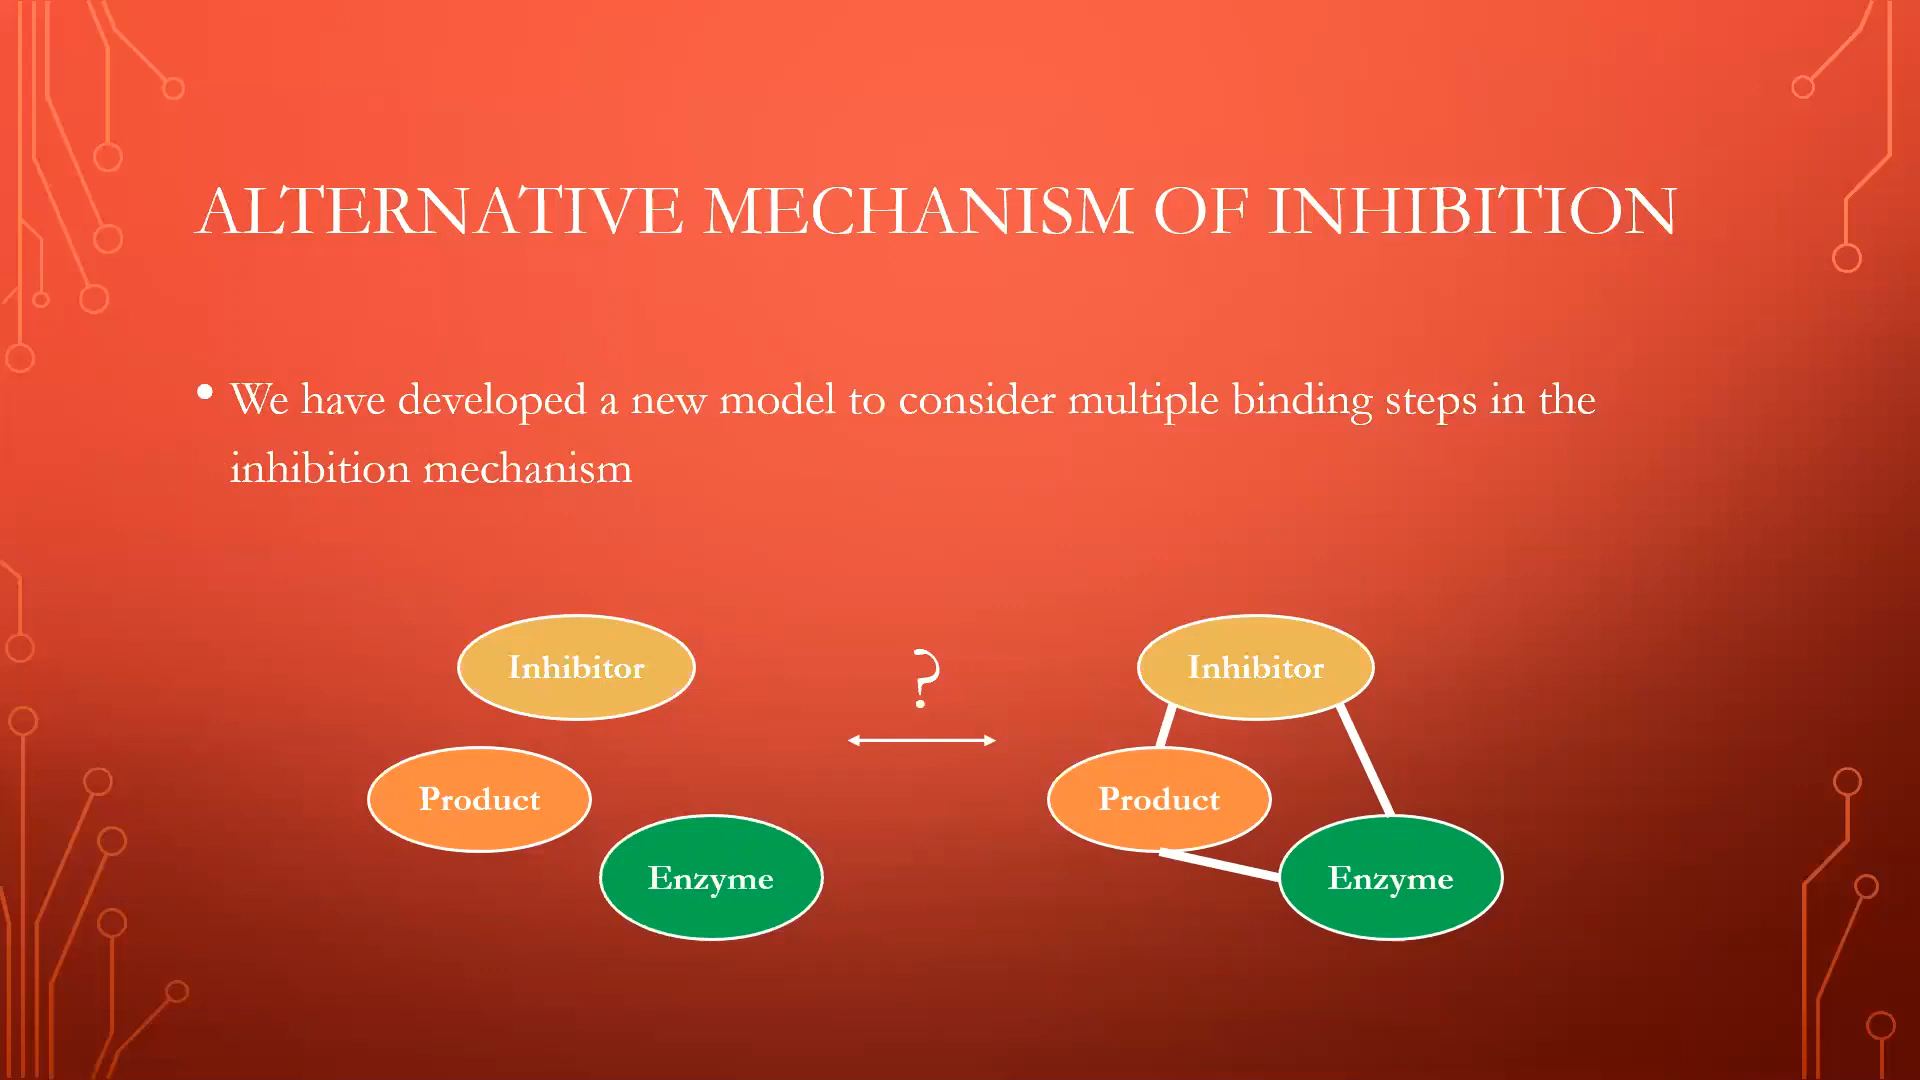 ALTERNATIVE MECHANISM OF INHIBITION
• We have developed a new model to consider multiple binding steps in the
inhibition mechanism
Inhibitor
Product
Enzyme
?
Inhibitor
Product
Enzyme